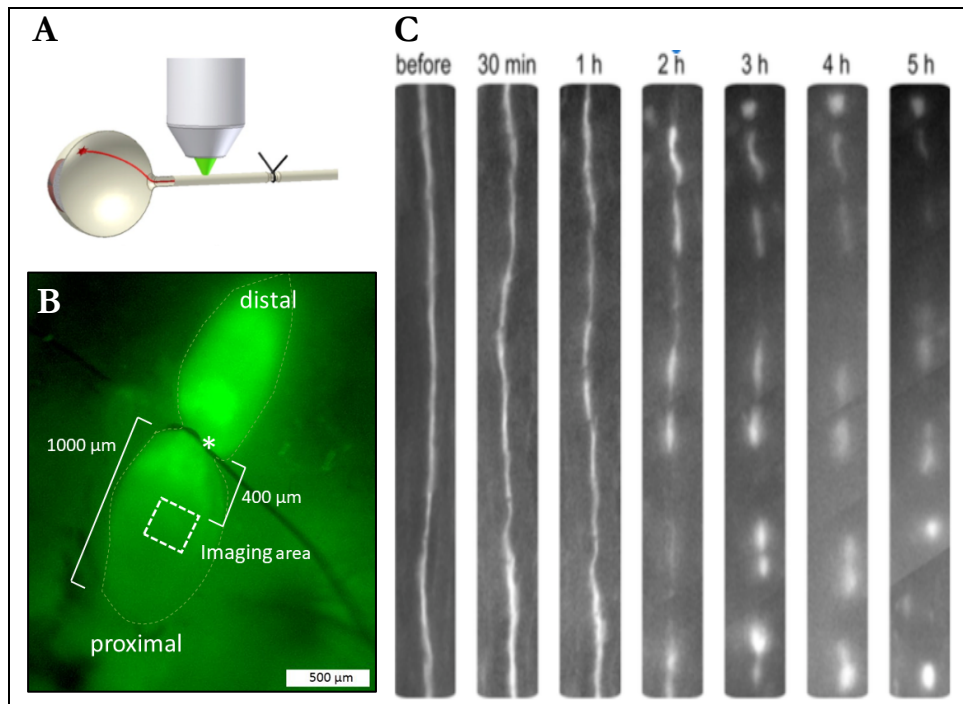 A
C
before 30 min 1 h 2 h 3 h 4 h 5 h
B
distal
1000 µm
*
400 µm
Imaging area
proximal
500 µm